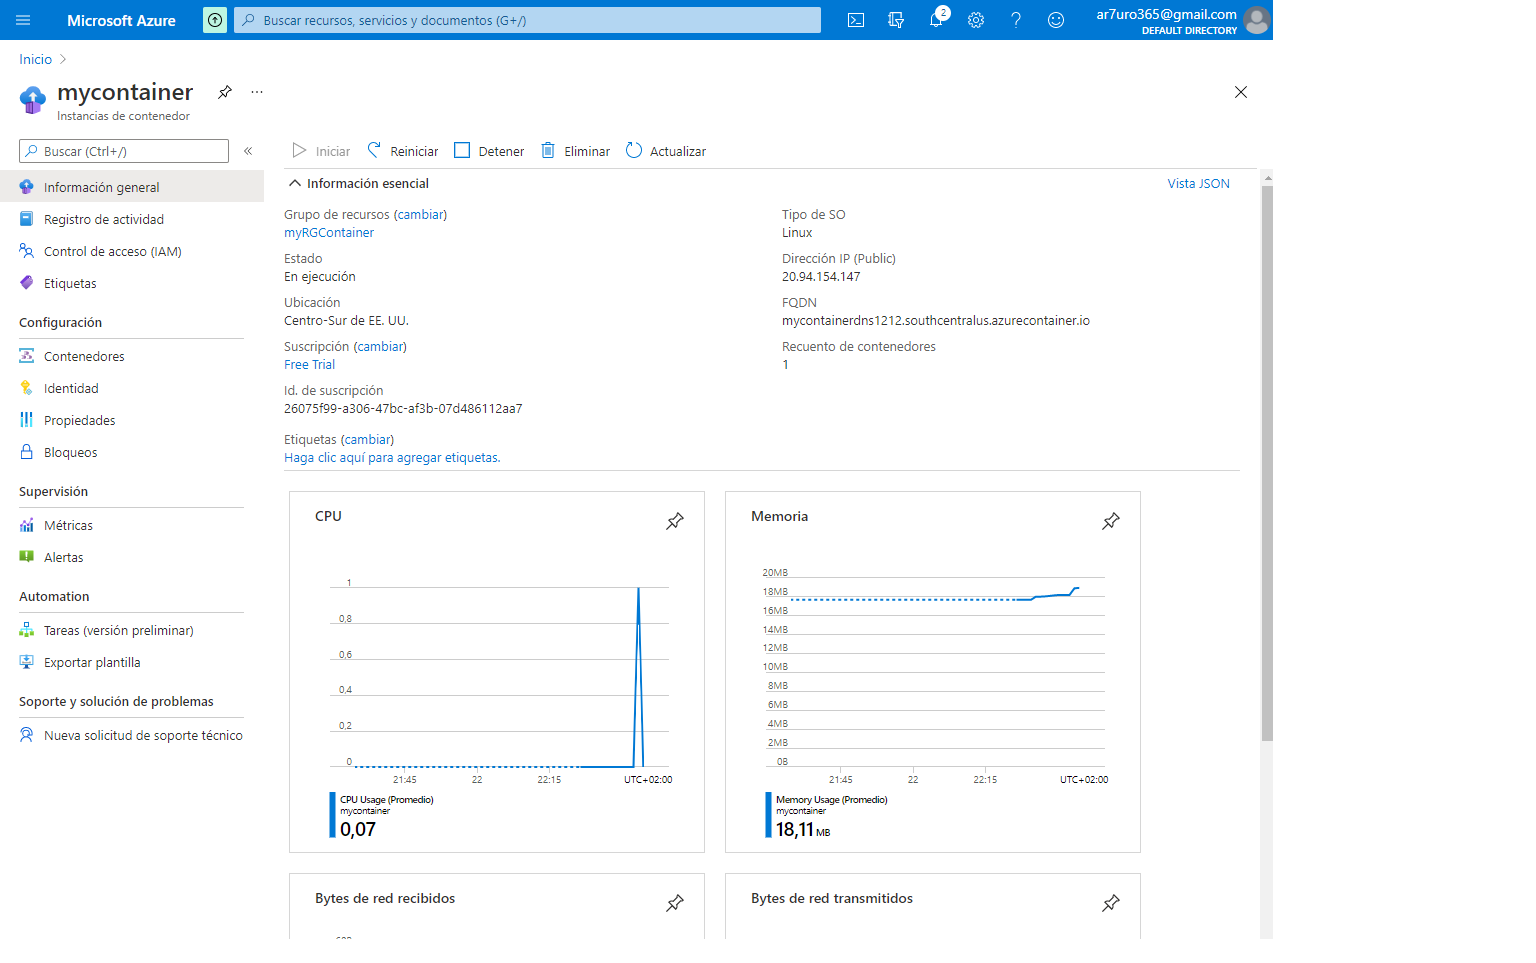 Microsoft Azure
Buscar recursos, servicios y documentos (G+/)
2
ar7uro365@gmail.com
DEFAULT DIRECTORY
Inicio
mycontainer
Instancias de contenedor
Buscar (Ctrl+/)
Información general
Registro de actividad
Control de acceso (IAM)
Etiquetas
Configuración
Contenedores
Identidad
Propiedades
Bloqueos
Supervisión
Métricas
Alertas
Automation
Tareas (versión preliminar)
Exportar plantilla
Soporte y solución de problemas
Nueva solicitud de soporte técnico
Iniciar Reiniciar Detener Eliminar Actualizar
Información esencial
Vista JSON
Grupo de recursos (cambiar)
myRGContainer
Estado
En ejecución
Ubicación
Centro-Sur de EE. UU.
Suscripción (cambiar)
Free Trial
Id. de suscripción
26075f99-a306-47bc-af3b-07d486112aa7
Etiquetas (cambiar)
Haga clic aquí para agregar etiquetas.
Tipo de SO
Linux
Dirección IP (Public)
20.94.154.147
FQDN
mycontainerdns1212.southcentralus.azurecontainer.io
Recuento de contenedores
1
CPU
1
0,8
0,6
0,4
0,2
0
21:45 22 22:15 UTC+02:00
CPU Usage (Promedio)
mycontainer
0,07
Memoria
20MB
18MB
16MB
14MB
12MB
10MB
8MB
6MB
4MB
2MB
0B
21:45 22 22:15 UTC+02:00
Memory Usage (Promedio)
mycontainer
18,11 MB
Bytes de red recibidos
Bytes de red transmitidos